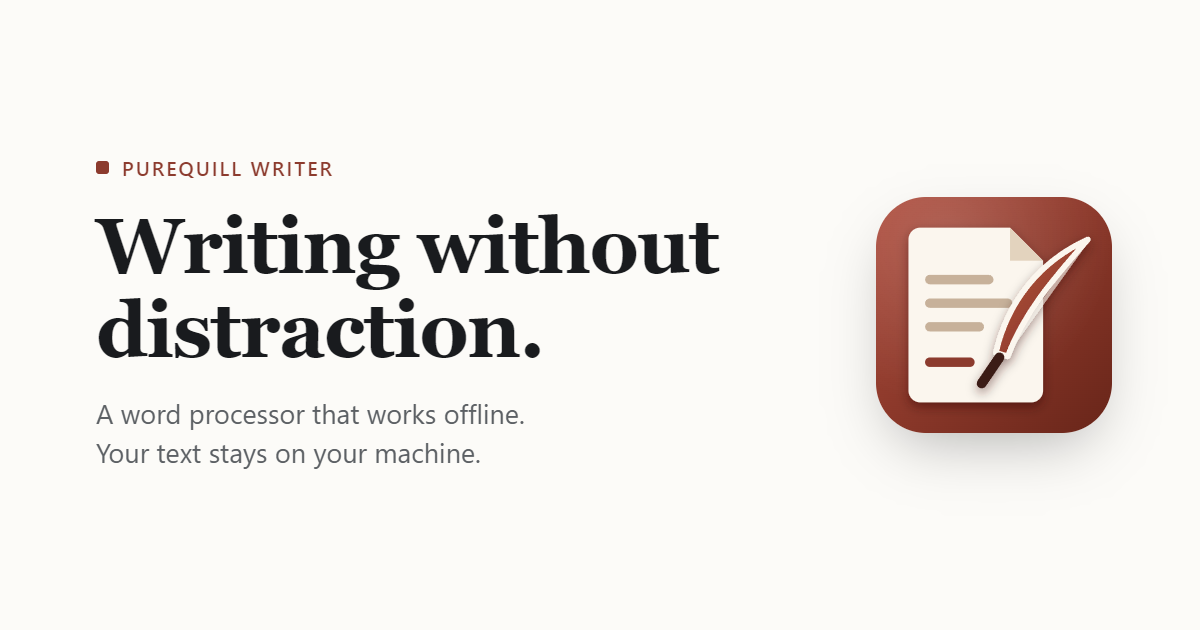 PUREQUILL WRITER
Writing without
distraction.
A word processor that works offline.
Your text stays on your machine.